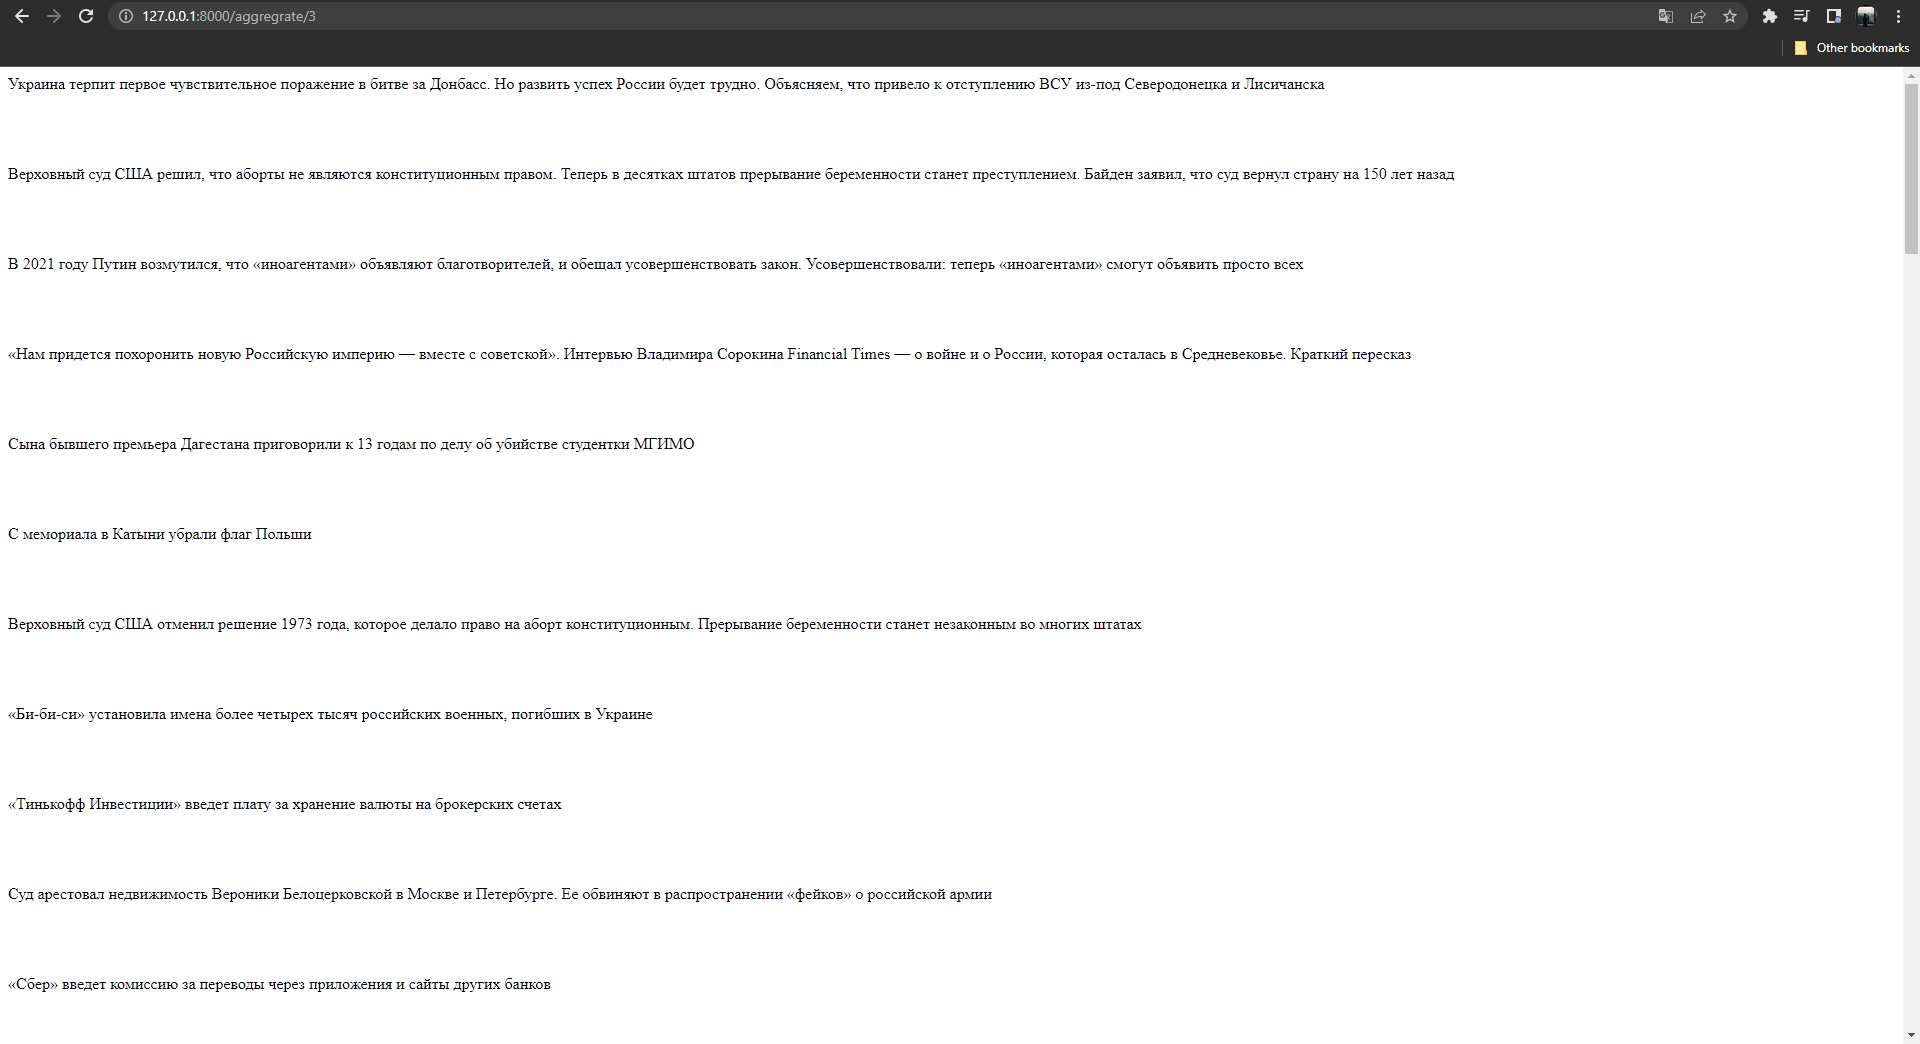 127.0.0.1:8000/aggregrate/3
Other bookmarks
Украина терпит первое чувствительное поражение в битве за Донбасс. Но развить успех России будет трудно. Объясняем, что привело к отступлению ВСУ из-под Северодонецка и Лисичанска
Верховный суд США решил, что аборты не являются конституционным правом. Теперь в десятках штатов прерывание беременности станет преступлением. Байден заявил, что суд вернул страну на 150 лет назад
В 2021 году Путин возмутился, что «иноагентами» объявляют благотворителей, и обещал усовершенствовать закон. Усовершенствовали: теперь «иноагентами» смогут объявить просто всех
«Нам придется похоронить новую Российскую империю — вместе с советской». Интервью Владимира Сорокина Financial Times — о войне и о России, которая осталась в Средневековье. Краткий пересказ
Сына бывшего премьера Дагестана приговорили к 13 годам по делу об убийстве студентки МГИМО
С мемориала в Катыни убрали флаг Польши
Верховный суд США отменил решение 1973 года, которое делало право на аборт конституционным. Прерывание беременности станет незаконным во многих штатах
«Би-би-си» установила имена более четырех тысяч российских военных, погибших в Украине
«Тинькофф Инвестиции» введет плату за хранение валюты на брокерских счетах
Суд арестовал недвижимость Вероники Белоцерковской в Москве и Петербурге. Ее обвиняют в распространении «фейков» о российской армии
«Сбер» введет комиссию за переводы через приложения и сайты других банков